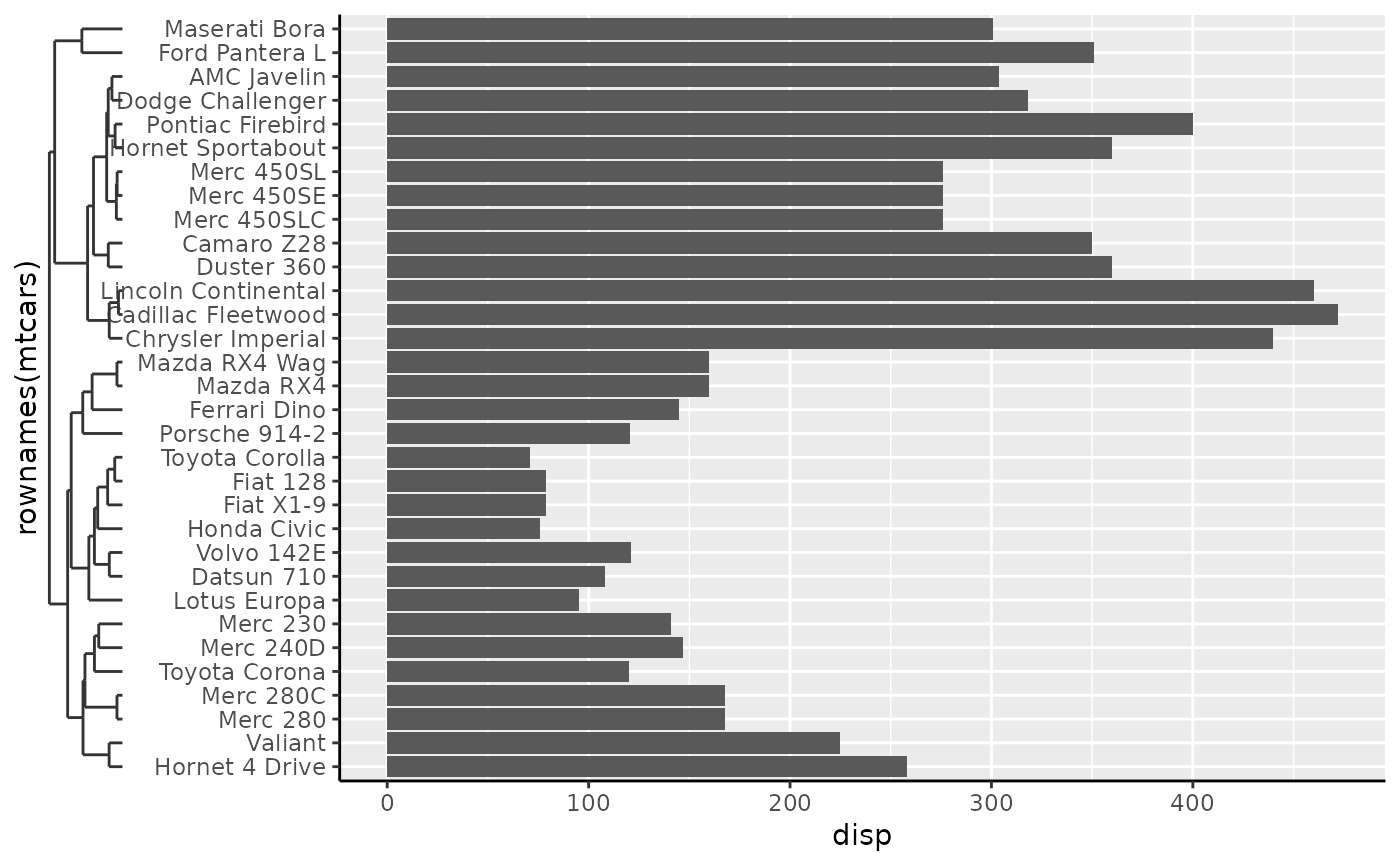 rownames(mtcars)
Maserati Bora
Ford Pantera L
AMC Javelin
Dodge Challenger
Pontiac Firebird
Hornet Sportabout
Merc 450SL
Merc 450SE
Merc 450SLC
Camaro Z28
Duster 360
Lincoln Continental
Cadillac Fleetwood
Chrysler Imperial
Mazda RX4 Wag
Mazda RX4
Ferrari Dino
Porsche 914-2
Toyota Corolla
Fiat 128
Fiat X1-9
Honda Civic
Volvo 142E
Datsun 710
Lotus Europa
Merc 230
Merc 240D
Toyota Corona
Merc 280C
Merc 280
Valiant
Hornet 4 Drive
0 100 200 300 400
disp